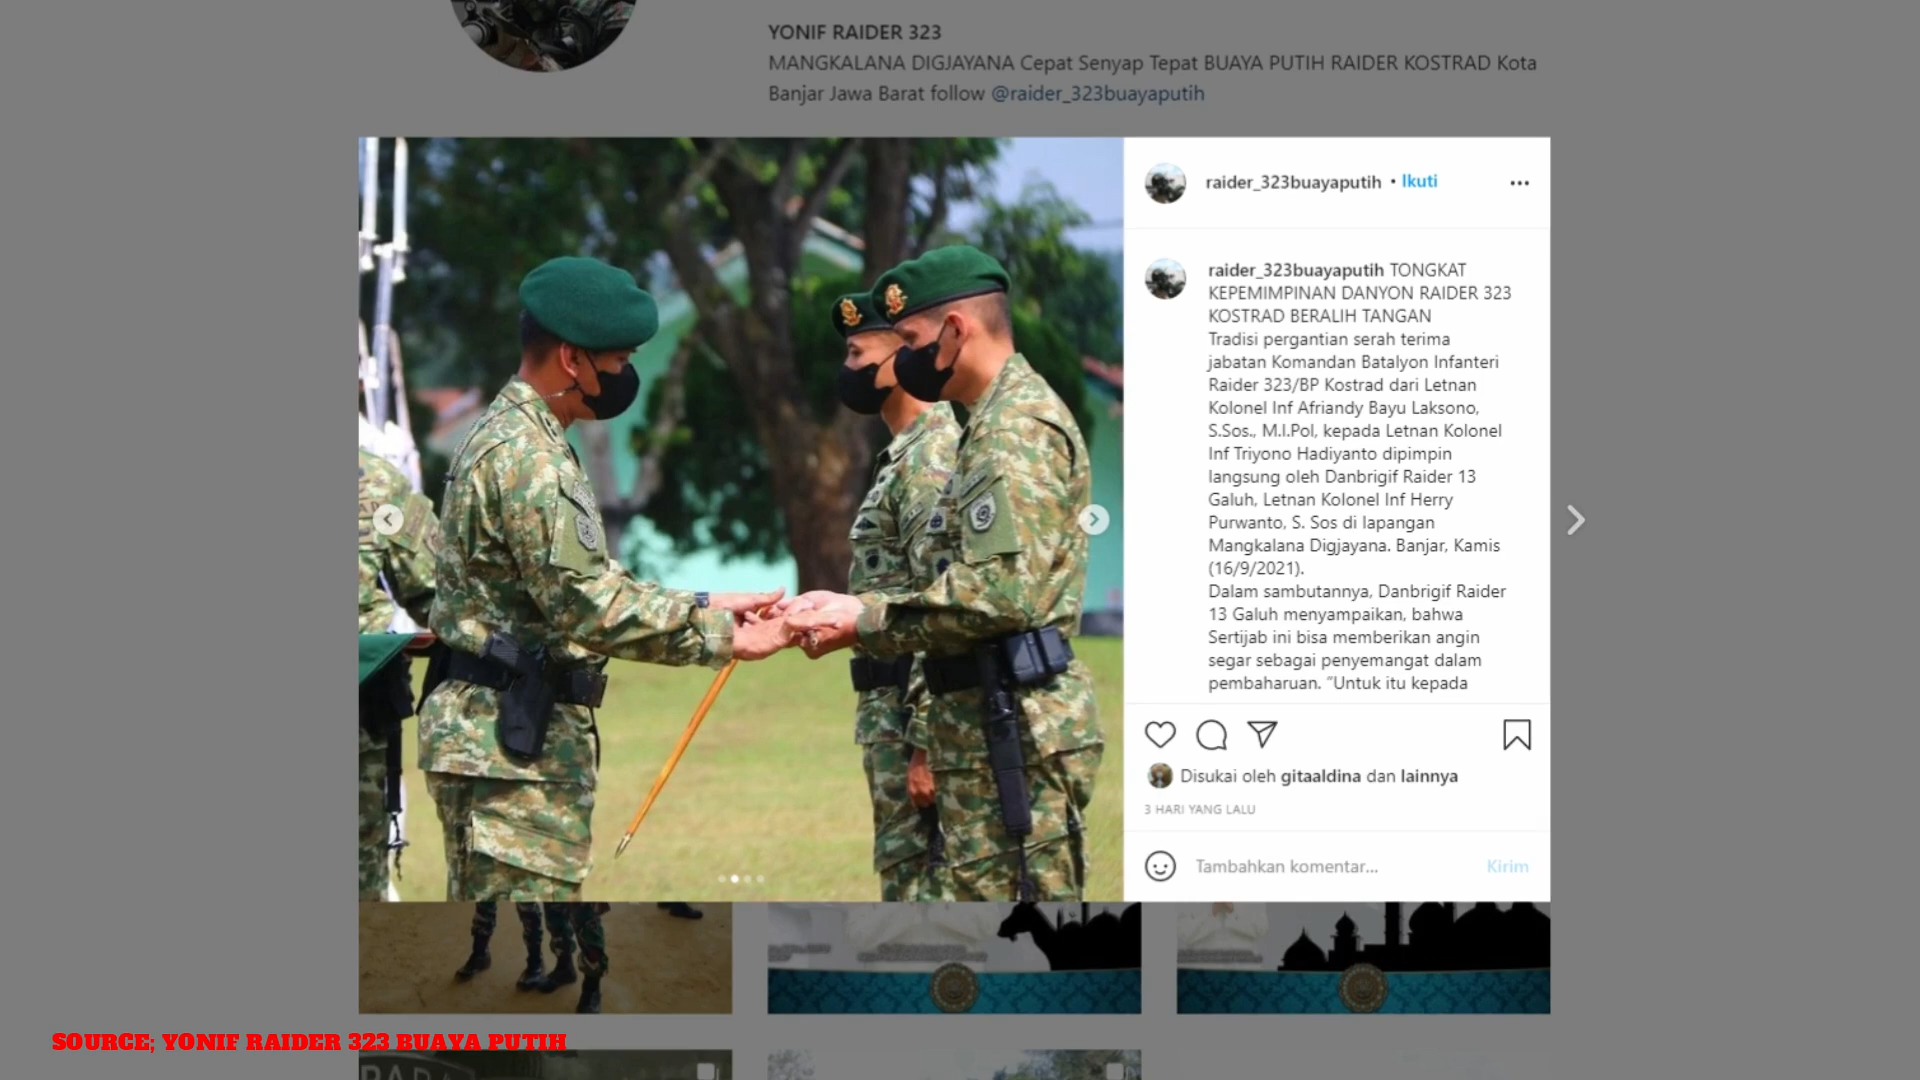 YONIF RAIDER 323
MANGKALANA DIGJAYANA Cepat Senyap Tepat BUAYA PUTIH RAIDER KOSTRAD Kota
Banjar Jawa Barat follow @raider_323buayaputih
raider_323buayaputih • Ikuti
raider_323buayaputih TONGKAT
KEPEMIMPINAN DANYON RAIDER 323
KOSTRAD BERALIH TANGAN
Tradisi pergantian serah terima
jabatan Komandan Batalyon Infanteri
Raider 323/BP Kostrad dari Letnan
Kolonel Inf Afriandy Bayu Laksono,
S.Sos., M.I.Pol, kepada Letnan Kolonel
Inf Triyono Hadiyanto dipimpin
langsung oleh Danbrigif Raider 13
Galuh, Letnan Kolonel Inf Herry
Purwanto, S. Sos di lapangan
Mangkalana Digjayana. Banjar, Kamis
(16/9/2021).
Dalam sambutannya, Danbrigif Raider
13 Galuh menyampaikan, bahwa
Sertijab ini bisa memberikan angin
segar sebagai penyemangat dalam
pembaharuan. "Untuk itu kepada
Disukai oleh gitaaldina dan lainnya
3 HARI YANG LALU
Tambahkan komentar... Kirim
SOURCE; YONIF RAIDER 323 BUAYA PUTIH